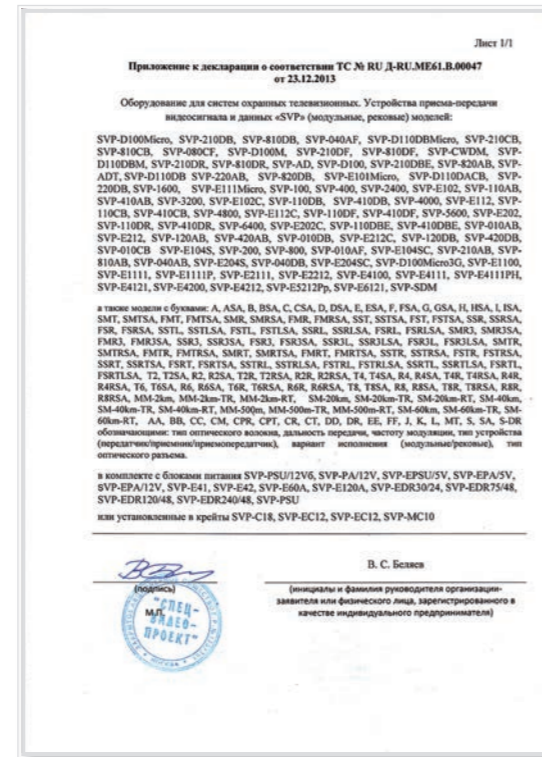 Лист 1/1
Приложение к декларации о соответствии ТС № RU Д-RU.МЕ61.В.00047
от 23.12.2013
Оборудование для систем охранных телевизионных. Устройства приема-передачи
видеосигнала и данных «SVP» (модульные, рековые) моделей:
SVP-D100Micro, SVP-210DB, SVP-810DB, SVP-040AF, SVP-D110DBMicro, SVP-210CB,
SVP-810CB, SVP-080CF, SVP-D100M, SVP-210DF, SVP-810DF, SVP-CWDM, SVP-
D110DBM, SVP-210DR, SVP-810DR, SVP-AD, SVP-D100, SVP-210DBE, SVP-820AB, SVP-
ADT, SVP-D110DB SVP-220AB, SVP-820DB, SVP-E101Micro, SVP-D110DACB, SVP-
220DB, SVP-1600, SVP-E111Micro, SVP-100, SVP-400, SVP-2400, SVP-E102, SVP-110AB,
SVP-410AB, SVP-3200, SVP-E102C, SVP-110DB, SVP-410DB, SVP-4000, SVP-E112, SVP-
110CB, SVP-410CB, SVP-4800, SVP-E112C, SVP-110DF, SVP-410DF, SVP-5600, SVP-E202,
SVP-110DR, SVP-410DR, SVP-6400, SVP-E202C, SVP-110DBE, SVP-410DBE, SVP-010AB,
SVP-E212, SVP-120AB, SVP-420AB, SVP-010DB, SVP-E212C, SVP-120DB, SVP-420DB,
SVP-010CB SVP-E104S, SVP-200, SVP-800, SVP-010AF, SVP-E104SC, SVP-210AB, SVP-
810AB, SVP-040AB, SVP-E204S, SVP-040DB, SVP-E204SC, SVP-D100Micro3G, SVP-E1100,
SVP-E1111, SVP-E1111P, SVP-E2111, SVP-E2212, SVP-E4100, SVP-E4111, SVP-E4111PH,
SVP-E4121, SVP-E4200, SVP-E4212, SVP-E5212Pp, SVP-E6121, SVP-SDM
а также модели с буквами: A, ASA, B, BSA, C, CSA, D, DSA, E, ESA, F, FSA, G, GSA, H, HSA, I, ISA,
SMT, SMTSA, FMT, FMTSA, SMR, SMRSA, FMR, FMRSA, SST, SSTSA, FST, FSTSA, SSR, SSRSA,
FSR, FSRSA, SSTL, SSTLSA, FSTL, FSTLSA, SSRL, SSRLSA, FSRL, FSRLSA, SMR3, SMR3SA,
FMR3, FMR3SA, SSR3, SSR3SA, FSR3, FSR3SA, SSR3L, SSR3LSA, FSR3L, FSR3LSA, SMTR,
SMTRSA, FMTR, FMTRSA, SMRT, SMRTSA, FMRT, FMRTSA, SSTR, SSTRSA, FSTR, FSTRSA,
SSRT, SSRTSA, FSRT, FSRTSA, SSTRL, SSTRLSA, FSTRL, FSTRLSA, SSRTL, SSRTLSA, FSRTL,
FSRTLSA, T2, T2SA, R2, R2SA, T2R, T2RSA, R2R, R2RSA, T4, T4SA, R4, R4SA, T4R, T4RSA, R4R,
R4RSA, T6, T6SA, R6, R6SA, T6R, T6RSA, R6R, R6RSA, T8, T8SA, R8, R8SA, T8R, T8RSA, R8R,
R8RSA, MM-2km, MM-2km-TR, MM-2km-RT, SM-20km, SM-20km-TR, SM-20km-RT, SM-40km,
SM-40km-TR, SM-40km-RT, MM-500m, MM-500m-TR, MM-500m-RT, SM-60km, SM-60km-TR, SM-
60km-RT, AA, BB, CC, CM, CPR, CPT, CR, CT, DD, DR, EE, FF, J, K, L, MT, S, SA, S-DR
обозначающими: тип оптического волокна, дальность передачи, частоту модуляции, тип устройства
(передатчик/приемник/приемопередатчик), вариант исполнения (модульные/рековые), тип
оптического разъема.
в комплекте с блоками питания SVP-PSU/12V6, SVP-PA/12V, SVP-EPSU/5V, SVP-EPA/5V,
SVP-EPA/12V, SVP-E41, SVP-E42, SVP-E60A, SVP-E120A, SVP-EDR30/24, SVP-EDR75/48,
SVP-EDR120/48, SVP-EDR240/48, SVP-PSU
или установленные в крейты SVP-C18, SVP-EC12, SVP-EC12, SVP-MC10
В. С. Беляев
(подпись)
(инициалы и фамилия руководителя организации-
заявителя или физического лица, зарегистрированного в
качестве индивидуального предпринимателя)
М.П.
"СПЕЦ-
ВИДЕО-
ПРОЕКТ"
МОСКВА